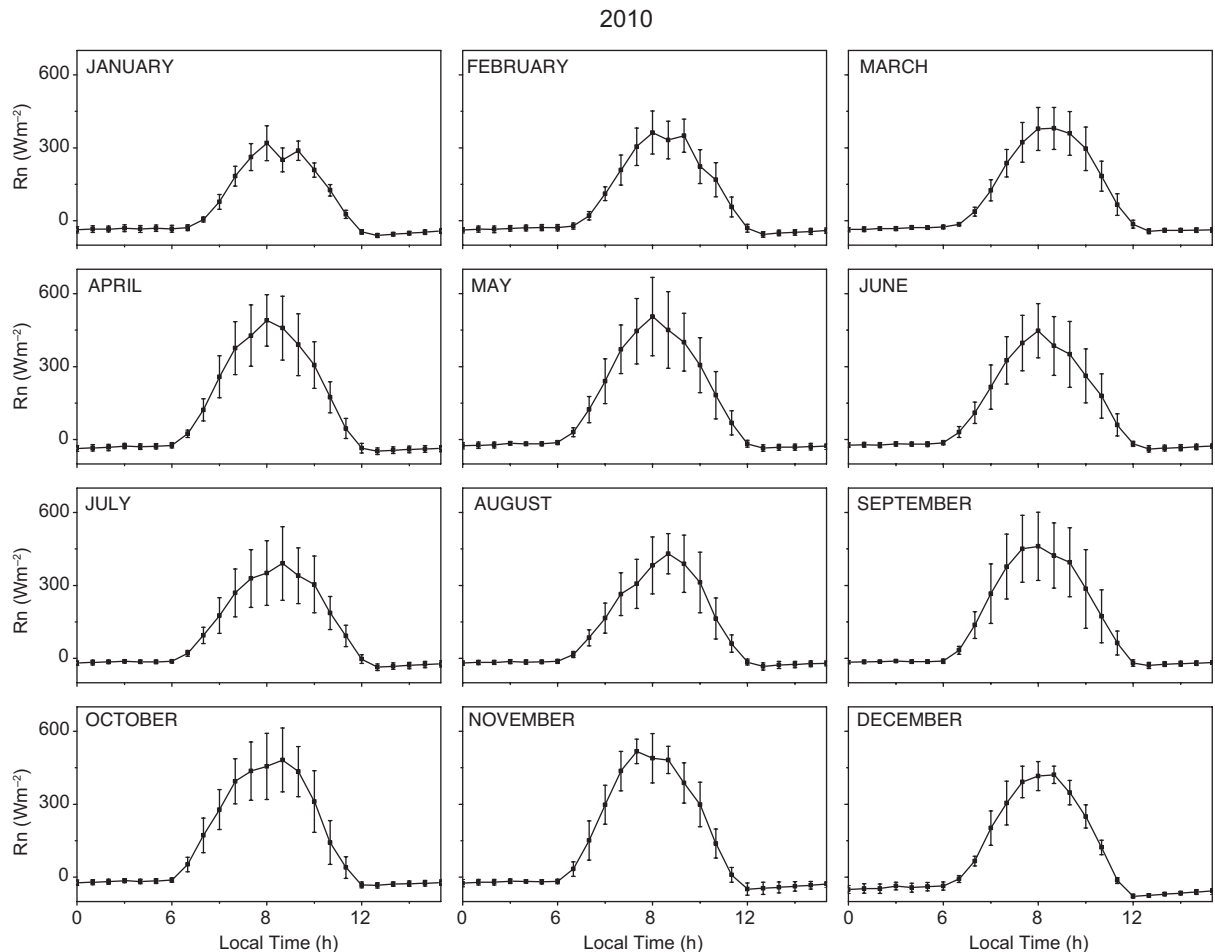 2010
JANUARY
FEBRUARY
MARCH
600
300
0
Rn (Wm⁻²)
APRIL
MAY
JUNE
600
300
0
Rn (Wm⁻²)
JULY
AUGUST
SEPTEMBER
600
300
0
Rn (Wm⁻²)
OCTOBER
NOVEMBER
DECEMBER
600
300
0
Rn (Wm⁻²)
0 6 8 12 0 6 8 12 0 6 8 12
Local Time (h) Local Time (h) Local Time (h)